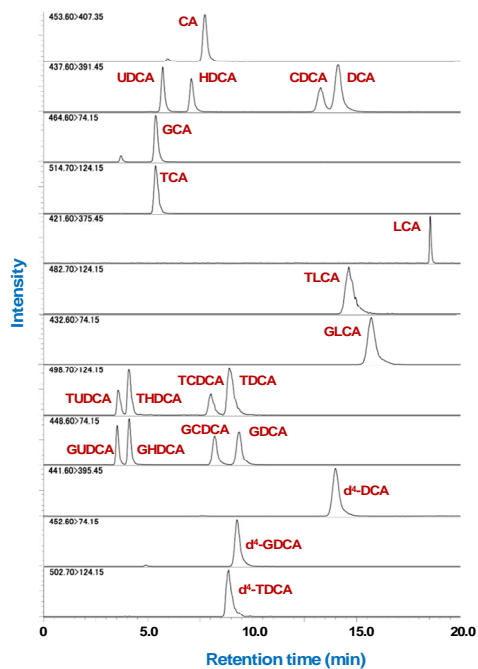 453.60>407.35
CA
437.60>391.45
UDCA
HDCA
CDCA
DCA
464.60>74.15
GCA
514.70>124.15
TCA
421.60>375.45
LCA
482.70>124.15
TLCA
432.60>74.15
GLCA
498.70>124.15
TUDCA
THDCA
TCDCA
TDCA
448.60>74.15
GUDCA
GHDCA
GCDCA
GDCA
441.60>395.45
d⁴-DCA
452.60>74.15
d⁴-GDCA
502.70>124.15
d⁴-TDCA
Intensity
0 5.0 10.0 15.0 20.0
Retention time (min)